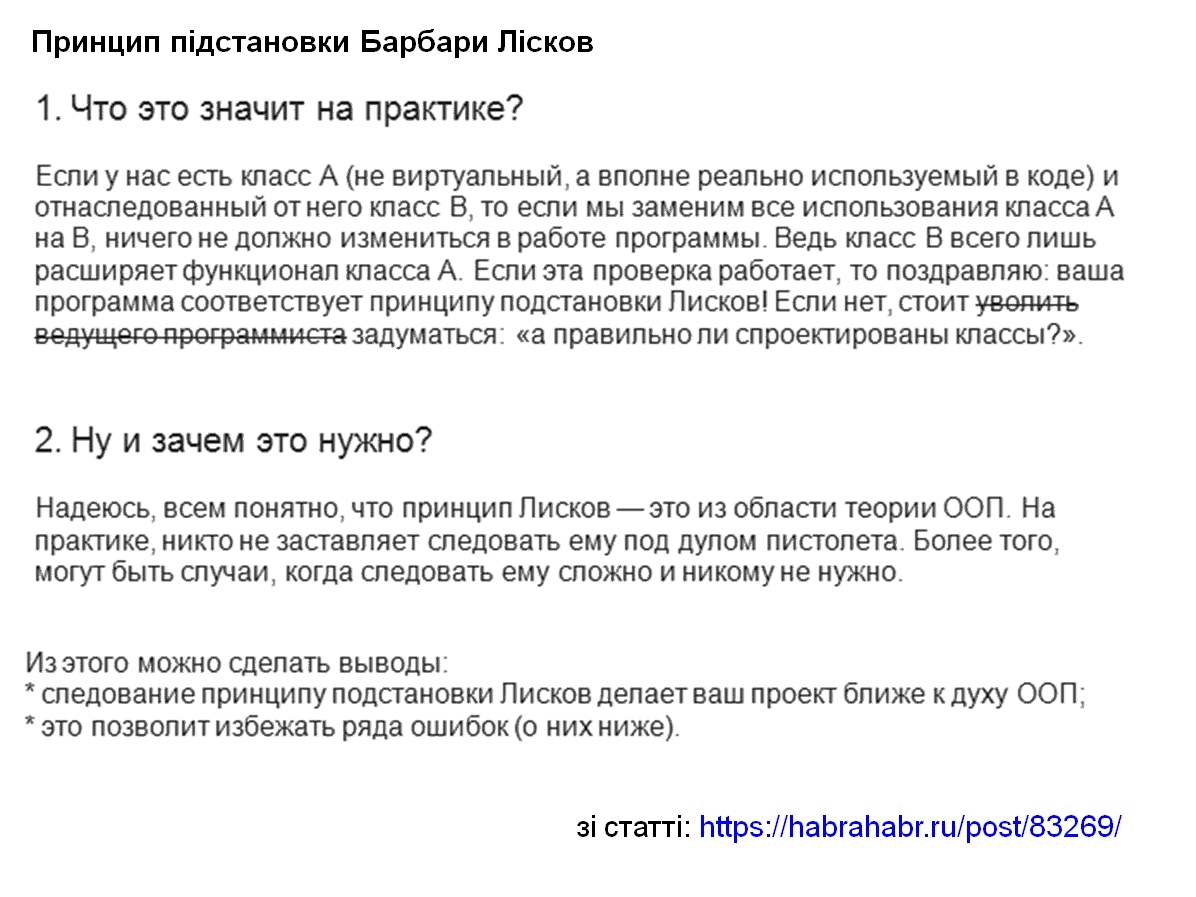 Принцип підстановки Барбари Лісков
1. Что это значит на практике?
Если у нас есть класс А (не виртуальный, а вполне реально используемый в коде) и
отнаследованный от него класс В, то если мы заменим все использования класса А
на В, ничего не должно измениться в работе программы. Ведь класс В всего лишь
расширяет функционал класса А. Если эта проверка работает, то поздравляю: ваша
программа соответствует принципу подстановки Лисков! Если нет, стоит уволить
ведущего программиста задуматься: «а правильно ли спроектированы классы?».
2. Ну и зачем это нужно?
Надеюсь, всем понятно, что принцип Лисков — это из области теории ООП. На
практике, никто не заставляет следовать ему под дулом пистолета. Более того,
могут быть случаи, когда следовать ему сложно и никому не нужно.
Из этого можно сделать выводы:
* следование принципу подстановки Лисков делает ваш проект ближе к духу ООП;
* это позволит избежать ряда ошибок (о них ниже).
зі статті: https://habrahabr.ru/post/83269/